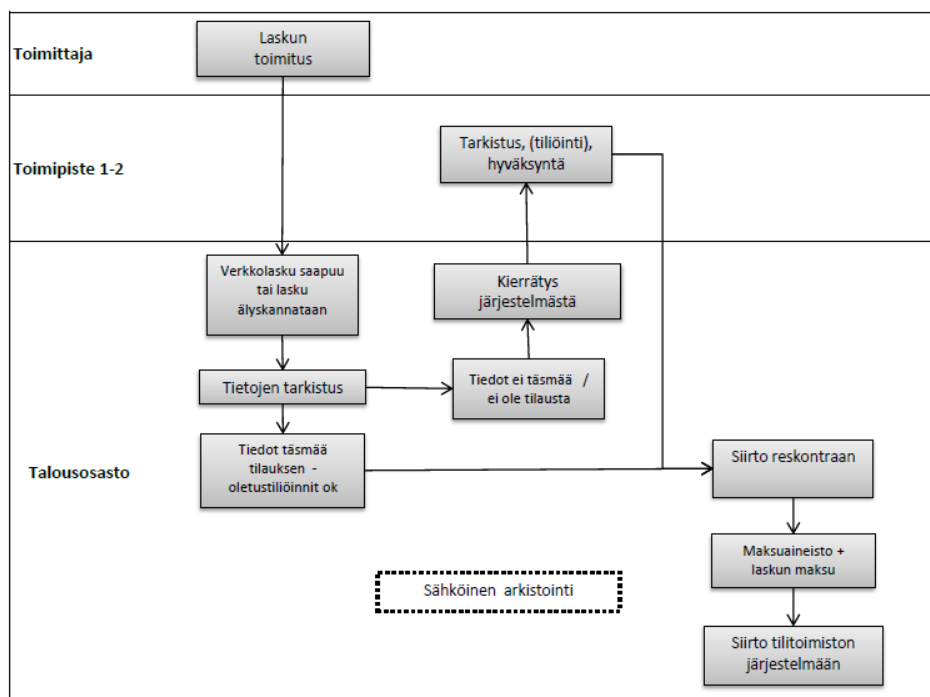 Toimittaja
Laskun
toimitus
Toimipiste 1-2
Tarkistus, (tiliöinti),
hyväksyntä
Talousosasto
Verkkolasku saapuu
tai lasku
älyskannataan
Kierrätys
järjestelmästä
Tietojen tarkistus
Tiedot ei täsmää /
ei ole tilausta
Tiedot täsmää
tilauksen -
oletustiliöinnit ok
Siirto reskontraan
Maksuaineisto +
laskun maksu
Sähköinen arkistointi
Siirto tilitoimiston
järjestelmään